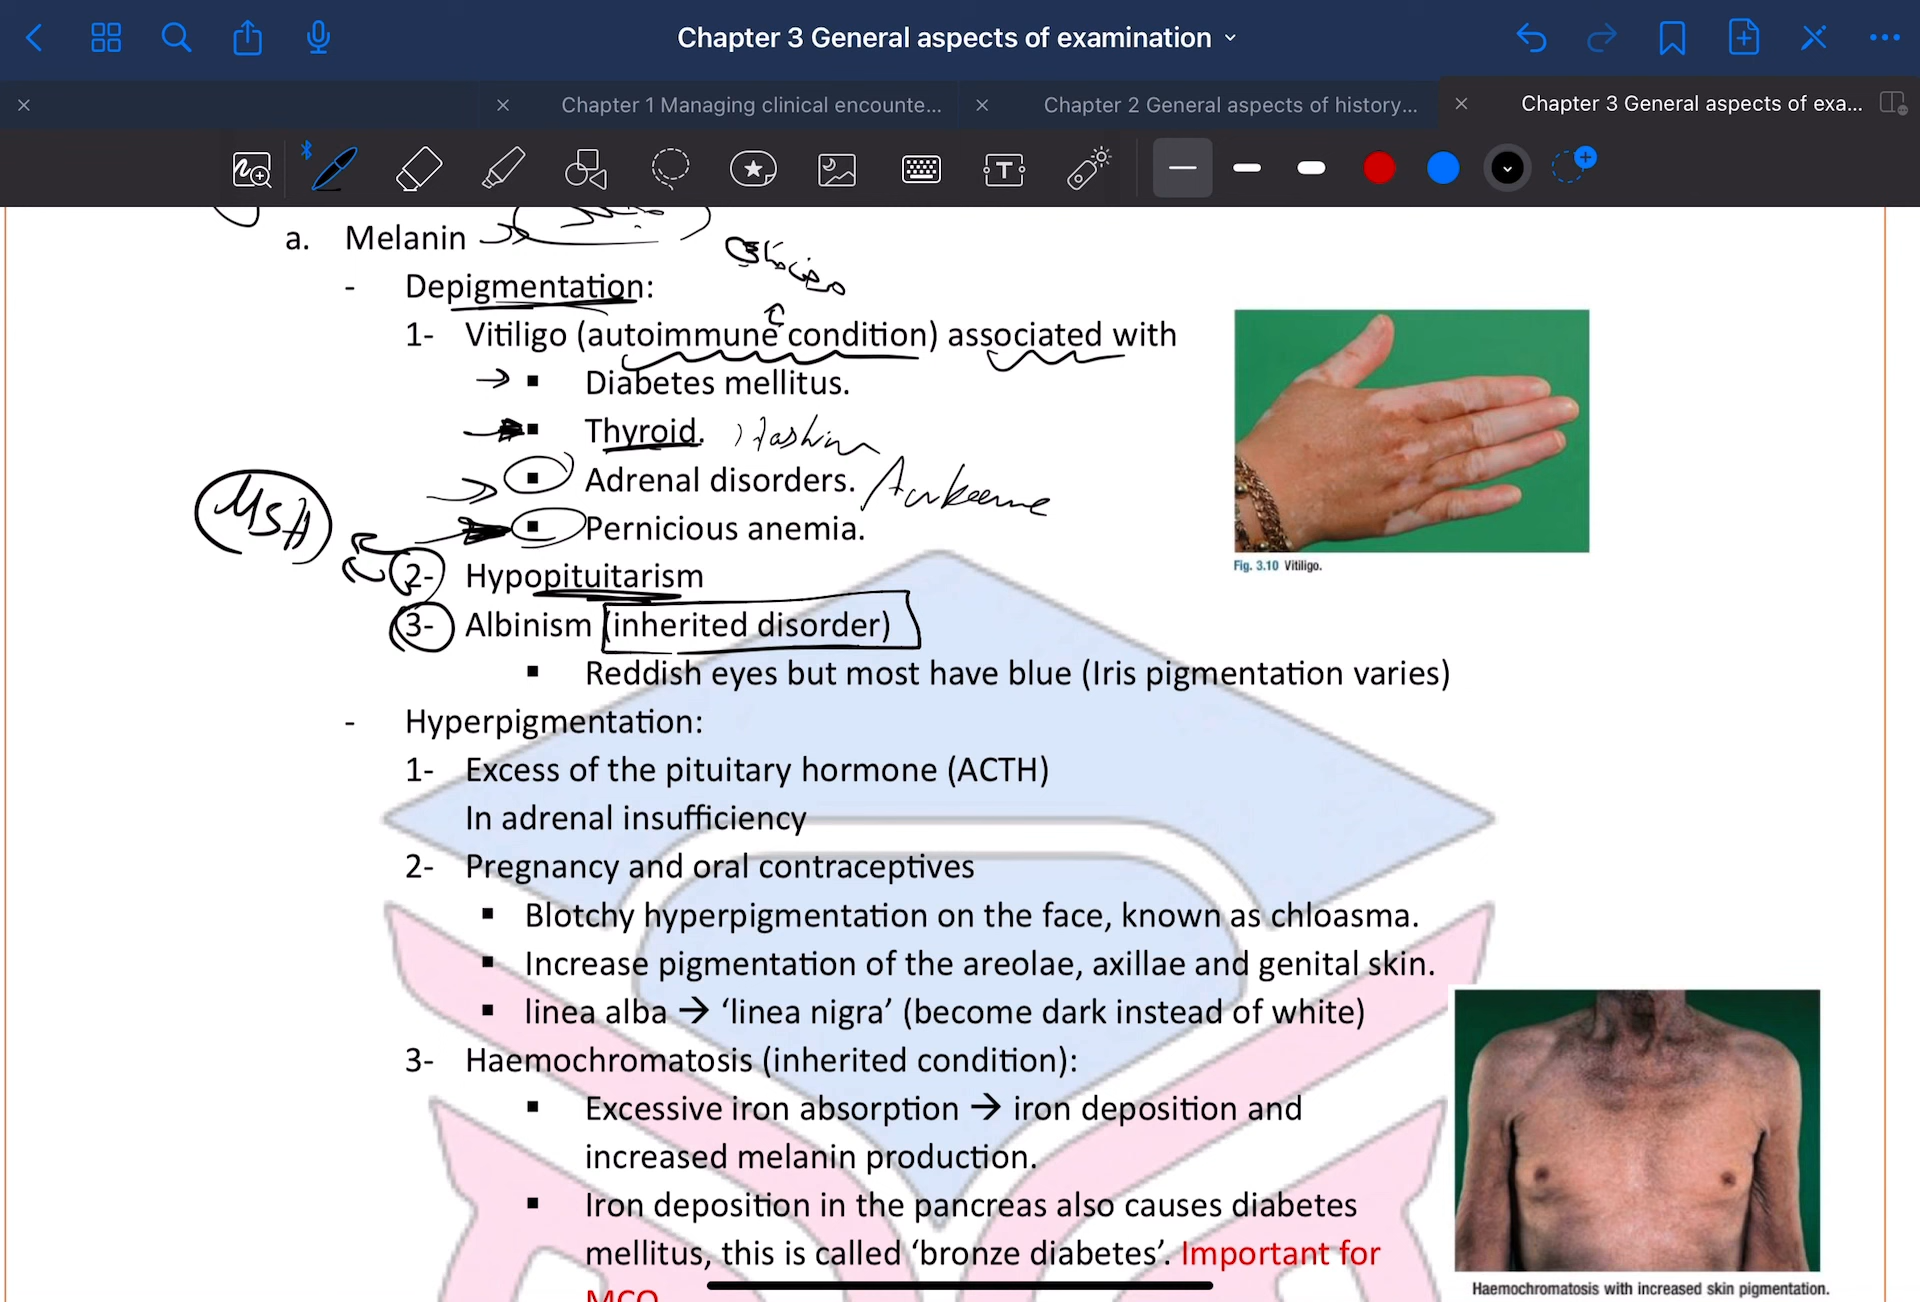 Chapter 3 General aspects of examination
Chapter 1 Managing clinical encounte...
Chapter 2 General aspects of history...
Chapter 3 General aspects of exa...
a. Melanin
- Depigmentation:
1- Vitiligo (autoimmune condition) associated with
▪ Diabetes mellitus.
▪ Thyroid.
▪ Adrenal disorders.
▪ Pernicious anemia.
MSH
2- Hypopituitarism
3- Albinism (inherited disorder)
▪ Reddish eyes but most have blue (Iris pigmentation varies)
Fig. 3.10 Vitiligo.
- Hyperpigmentation:
1- Excess of the pituitary hormone (ACTH)
In adrenal insufficiency
2- Pregnancy and oral contraceptives
▪ Blotchy hyperpigmentation on the face, known as chloasma.
▪ Increase pigmentation of the areolae, axillae and genital skin.
▪ linea alba → ‘linea nigra’ (become dark instead of white)
3- Haemochromatosis (inherited condition):
▪ Excessive iron absorption → iron deposition and
increased melanin production.
▪ Iron deposition in the pancreas also causes diabetes
mellitus, this is called ‘bronze diabetes’. Important for
MCQ
Haemochromatosis with increased skin pigmentation.